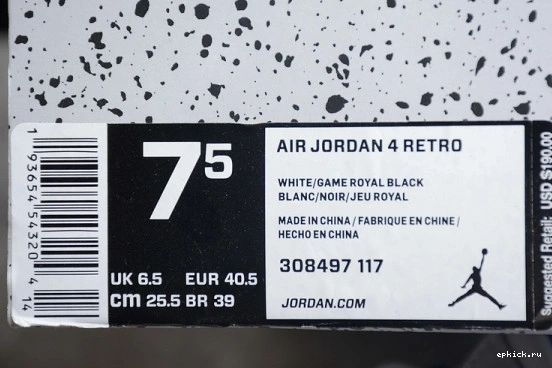 1 93654 54320 4 14
7⁵
UK 6.5 EUR 40.5
cm 25.5 BR 39
AIR JORDAN 4 RETRO
WHITE/GAME ROYAL BLACK
BLANC/NOIR/JEU ROYAL
MADE IN CHINA / FABRIQUE EN CHINE /
HECHO EN CHINA
308497 117
JORDAN.COM
Suggested Retail: USD $190.00
epkick.ru